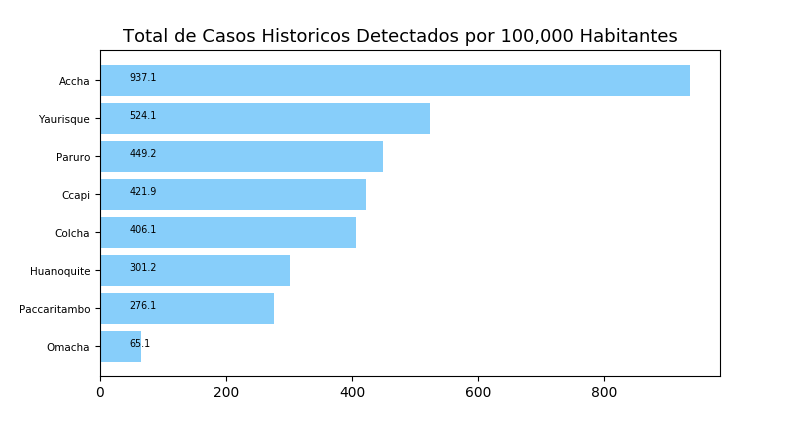 Total de Casos Historicos Detectados por 100,000 Habitantes
Accha 937.1
Yaurisque 524.1
Paruro 449.2
Ccapi 421.9
Colcha 406.1
Huanoquite 301.2
Paccaritambo 276.1
Omacha 65.1
0 200 400 600 800